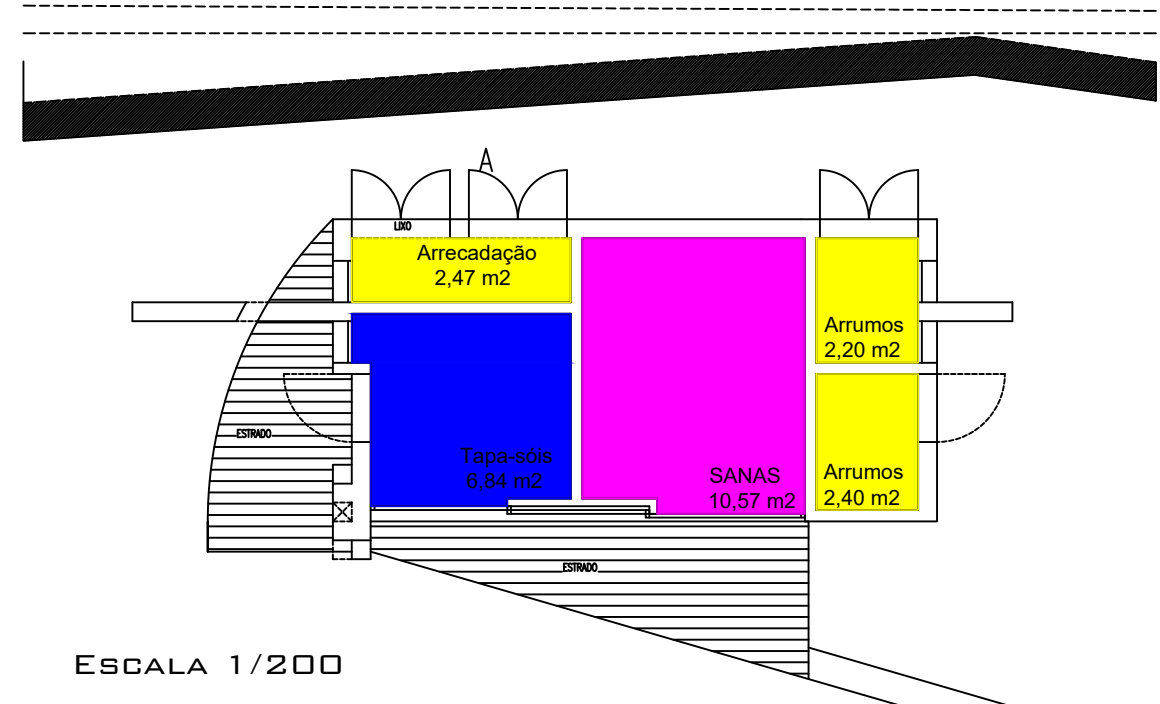 A
LIXO
Arrecadação
2,47 m2
Arrumos
2,20 m2
ESTRADO
Tapa-sóis
6,84 m2
SANAS
10,57 m2
Arrumos
2,40 m2
ESTRADO
ESCALA 1/200